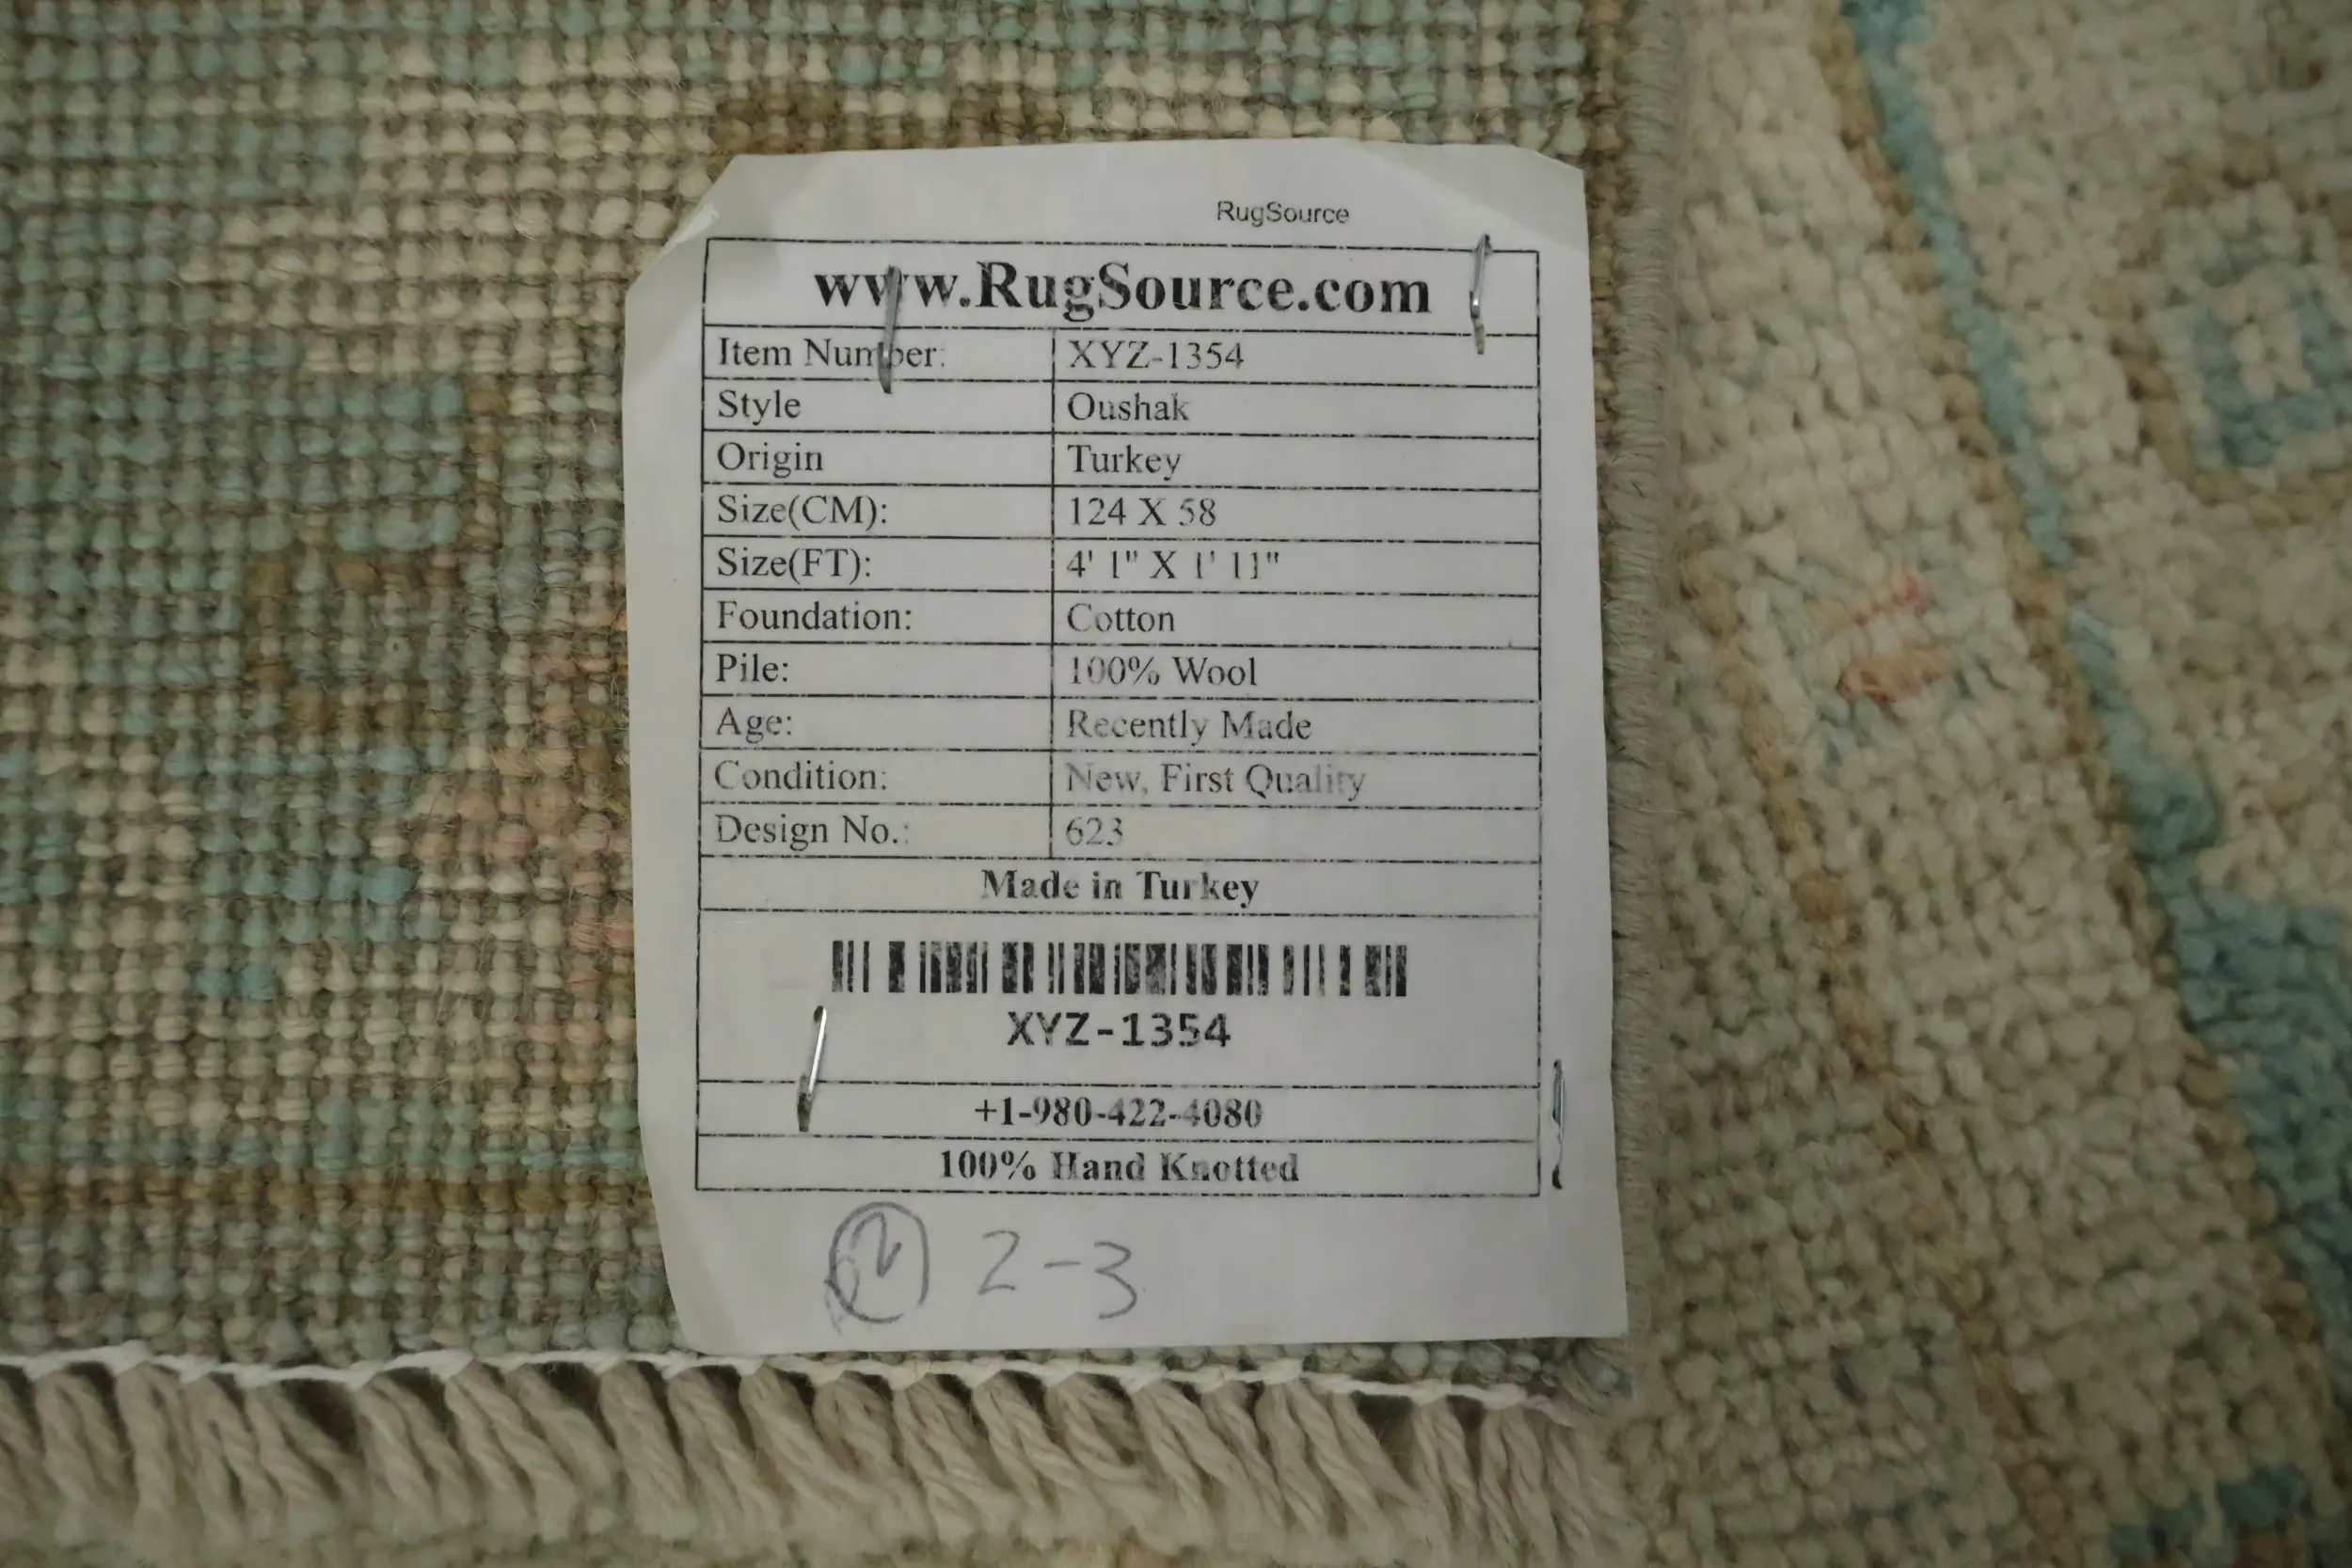 RugSource
www.RugSource.com
Item Number: XYZ-1354
Style Oushak
Origin Turkey
Size(CM): 124 X 58
Size(FT): 4' 1" X 1' 11"
Foundation: Cotton
Pile: 100% Wool
Age: Recently Made
Condition: New, First Quality
Design No.: 623
Made in Turkey
XYZ-1354
+1-980-422-4080
100% Hand Knotted
2-3